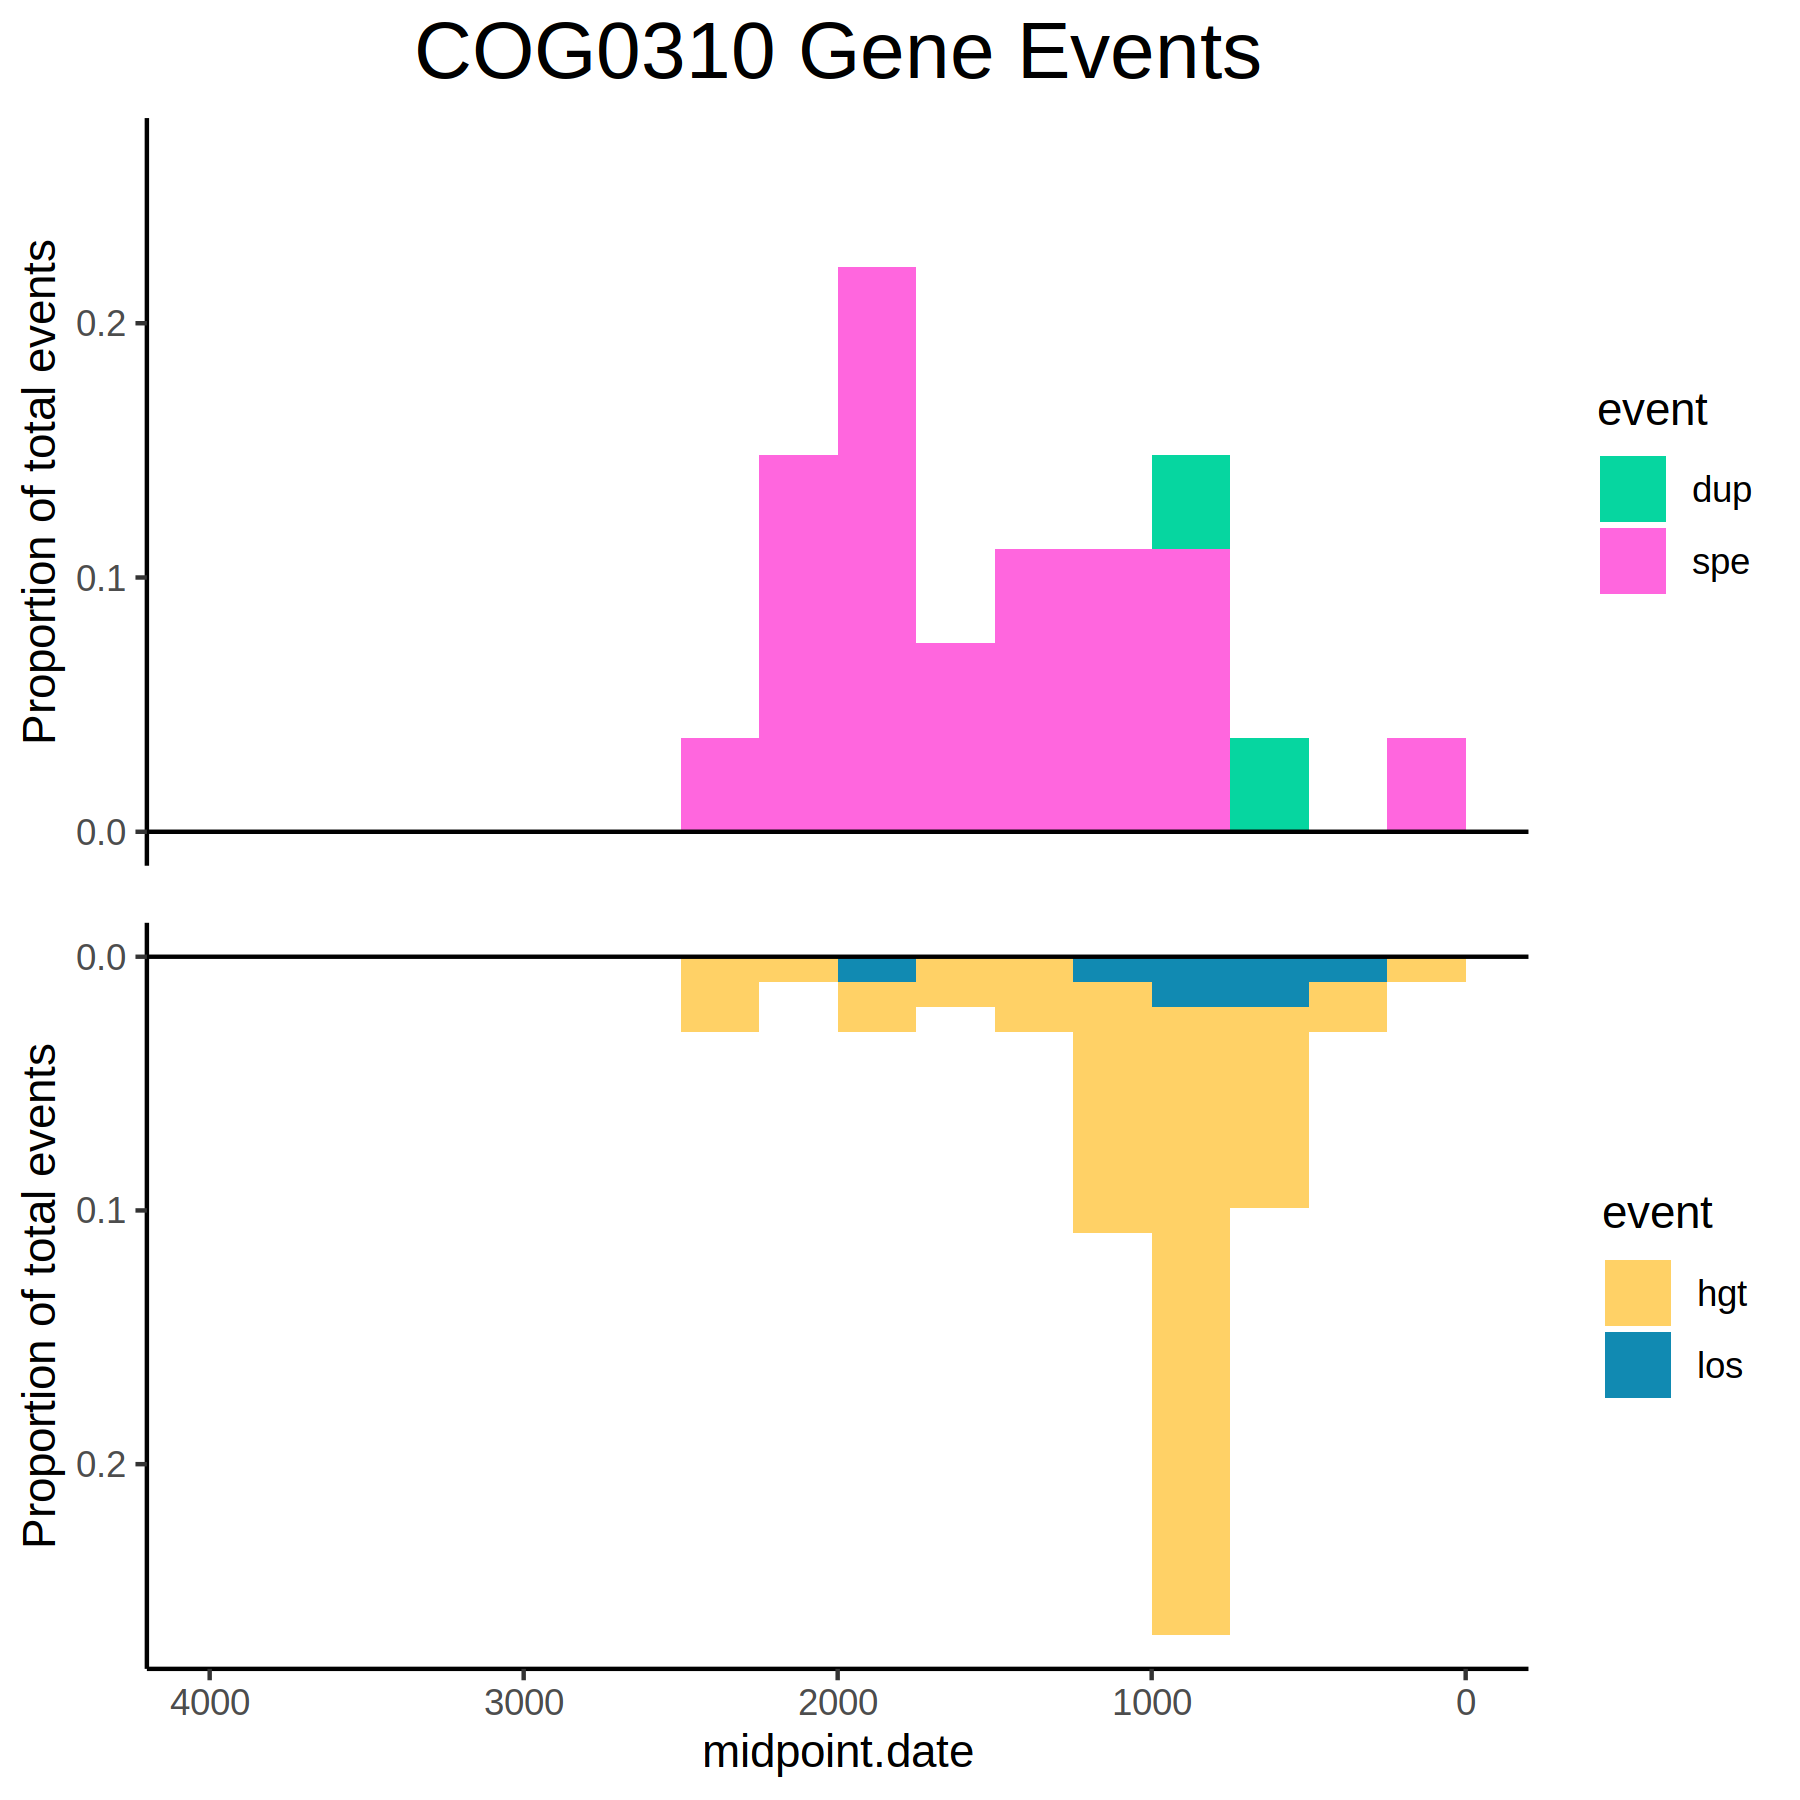 COG0310 Gene Events
Proportion of total events
0.2
0.1
0.0
event
dup
spe
Proportion of total events
0.0
0.1
0.2
event
hgt
los
4000 3000 2000 1000 0
midpoint.date